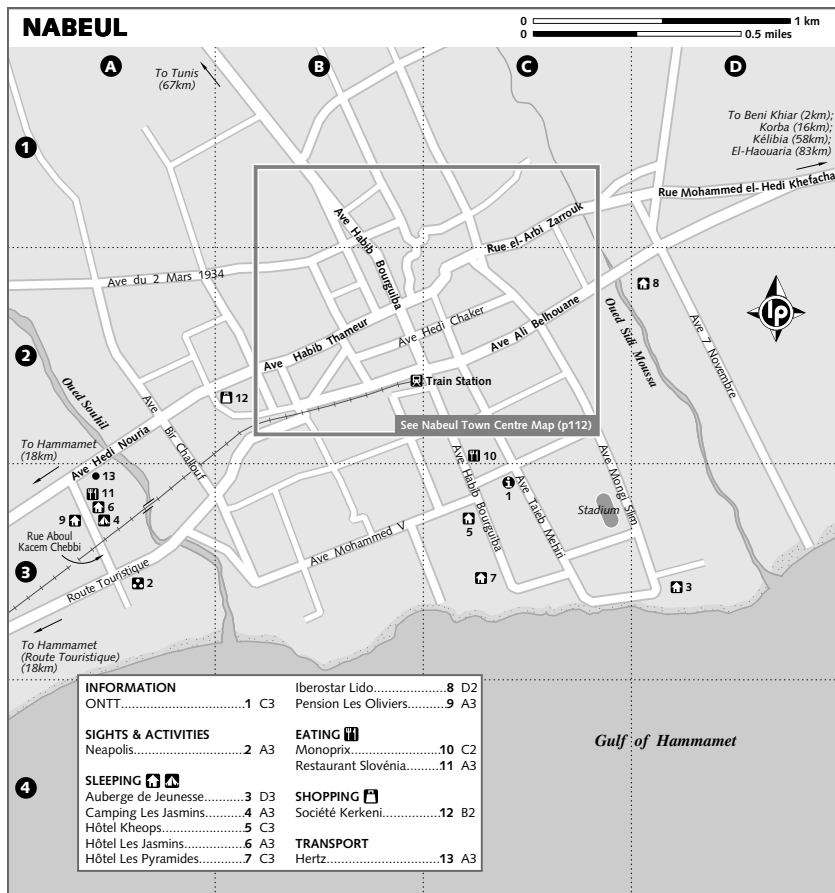 NABEUL
0 1 km
0 0.5 miles
A
B
C
D
1
2
3
4
To Tunis
(67km)
To Beni Khiar (2km);
Korba (16km);
Kélibia (58km);
El-Haouaria (83km)
Rue Mohammed el-Hedi Khefacha
Rue el-Arbi Zarrouk
Ave Habib Bourguiba
Ave du 2 Mars 1934
Ave Habib Thameur
Ave Hedi Chaker
Ave Ali Belhouane
Oued Sidi Moussa
8
lp
Ave 7 Novembre
Train Station
12
Oued Souhil
Ave Bir Challouf
See Nabeul Town Centre Map (p112)
To Hammamet
(18km)
Ave Hedi Nouria
13
11
6
9
4
Rue Aboul
Kacem Chebbi
10
1
Ave Habib Bourguiba
Ave Taieb Mehiri
Ave Mongi Slim
Stadium
5
Ave Mohammed V
7
3
Route Touristique
2
To Hammamet
(Route Touristique)
(18km)
Gulf of Hammamet
INFORMATION
ONTT.....................1 C3
SIGHTS & ACTIVITIES
Neapolis.....................2 A3
SLEEPING
Auberge de Jeunesse..........3 D3
Camping Les Jasmins..........4 A3
Hôtel Kheops.....................5 C3
Hôtel Les Jasmins..............6 A3
Hôtel Les Pyramides..........7 C3
Iberostar Lido.....................8 D2
Pension Les Oliviers..........9 A3
EATING
Monoprix.....................10 C2
Restaurant Slovénia..........11 A3
SHOPPING
Société Kerkeni..............12 B2
TRANSPORT
Hertz.....................13 A3